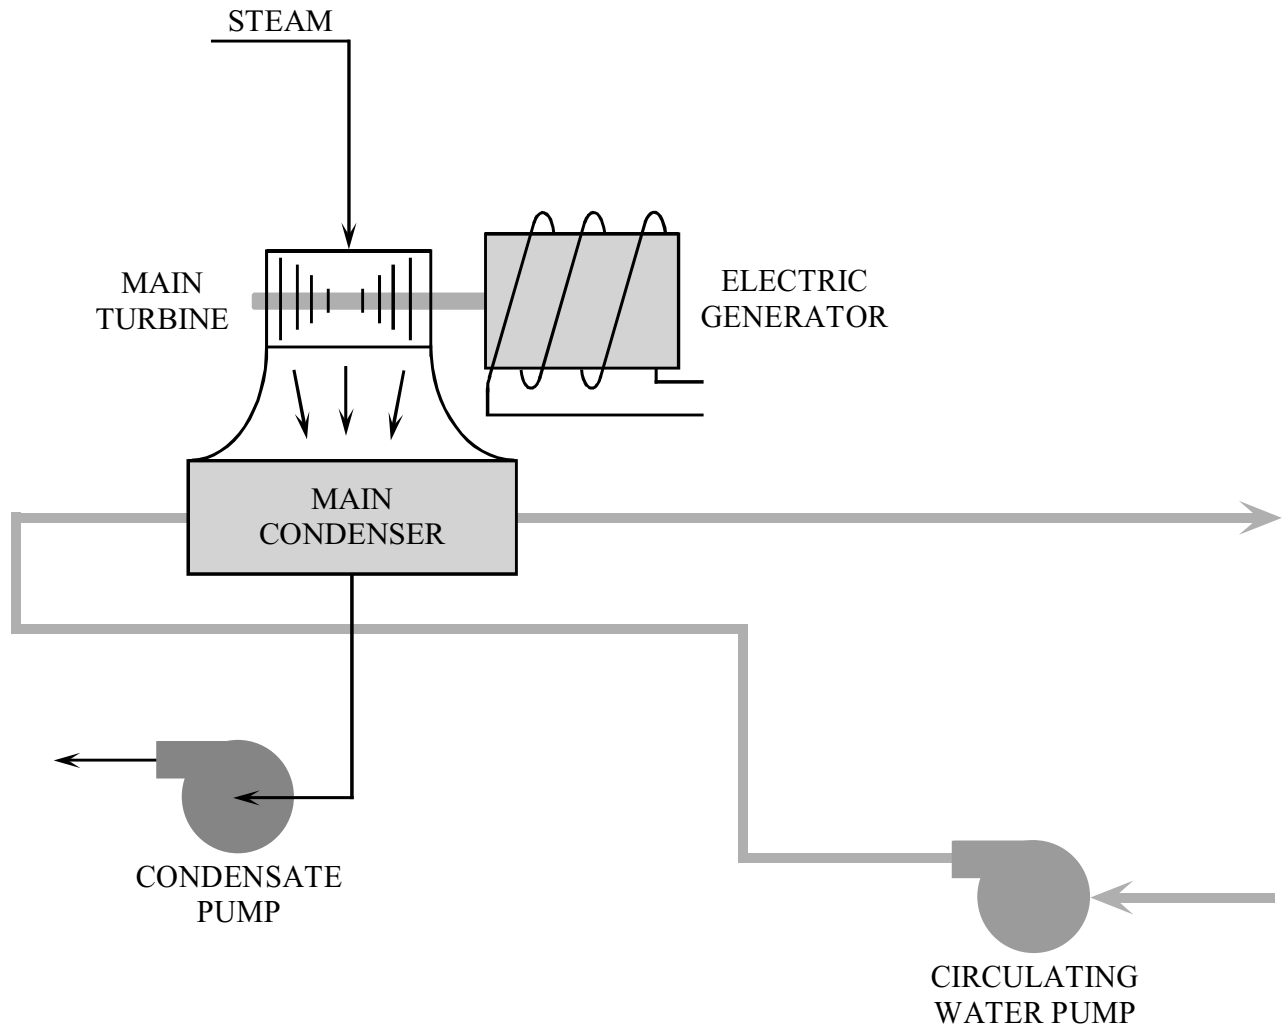 STEAM
MAIN
TURBINE
ELECTRIC
GENERATOR
MAIN
CONDENSER
CONDENSATE
PUMP
CIRCULATING
WATER PUMP